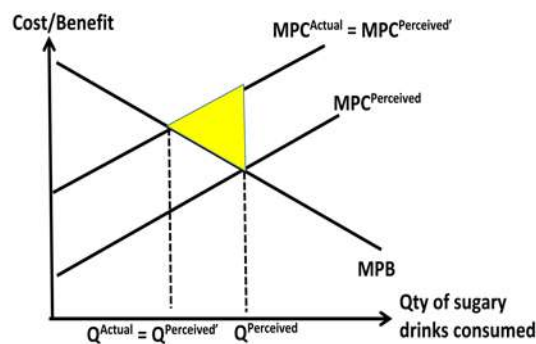 Cost/Benefit
MPC^Actual = MPC^Perceived'
MPC^Perceived
MPB
Qty of sugary
drinks consumed
Q^Actual = Q^Perceived'
Q^Perceived